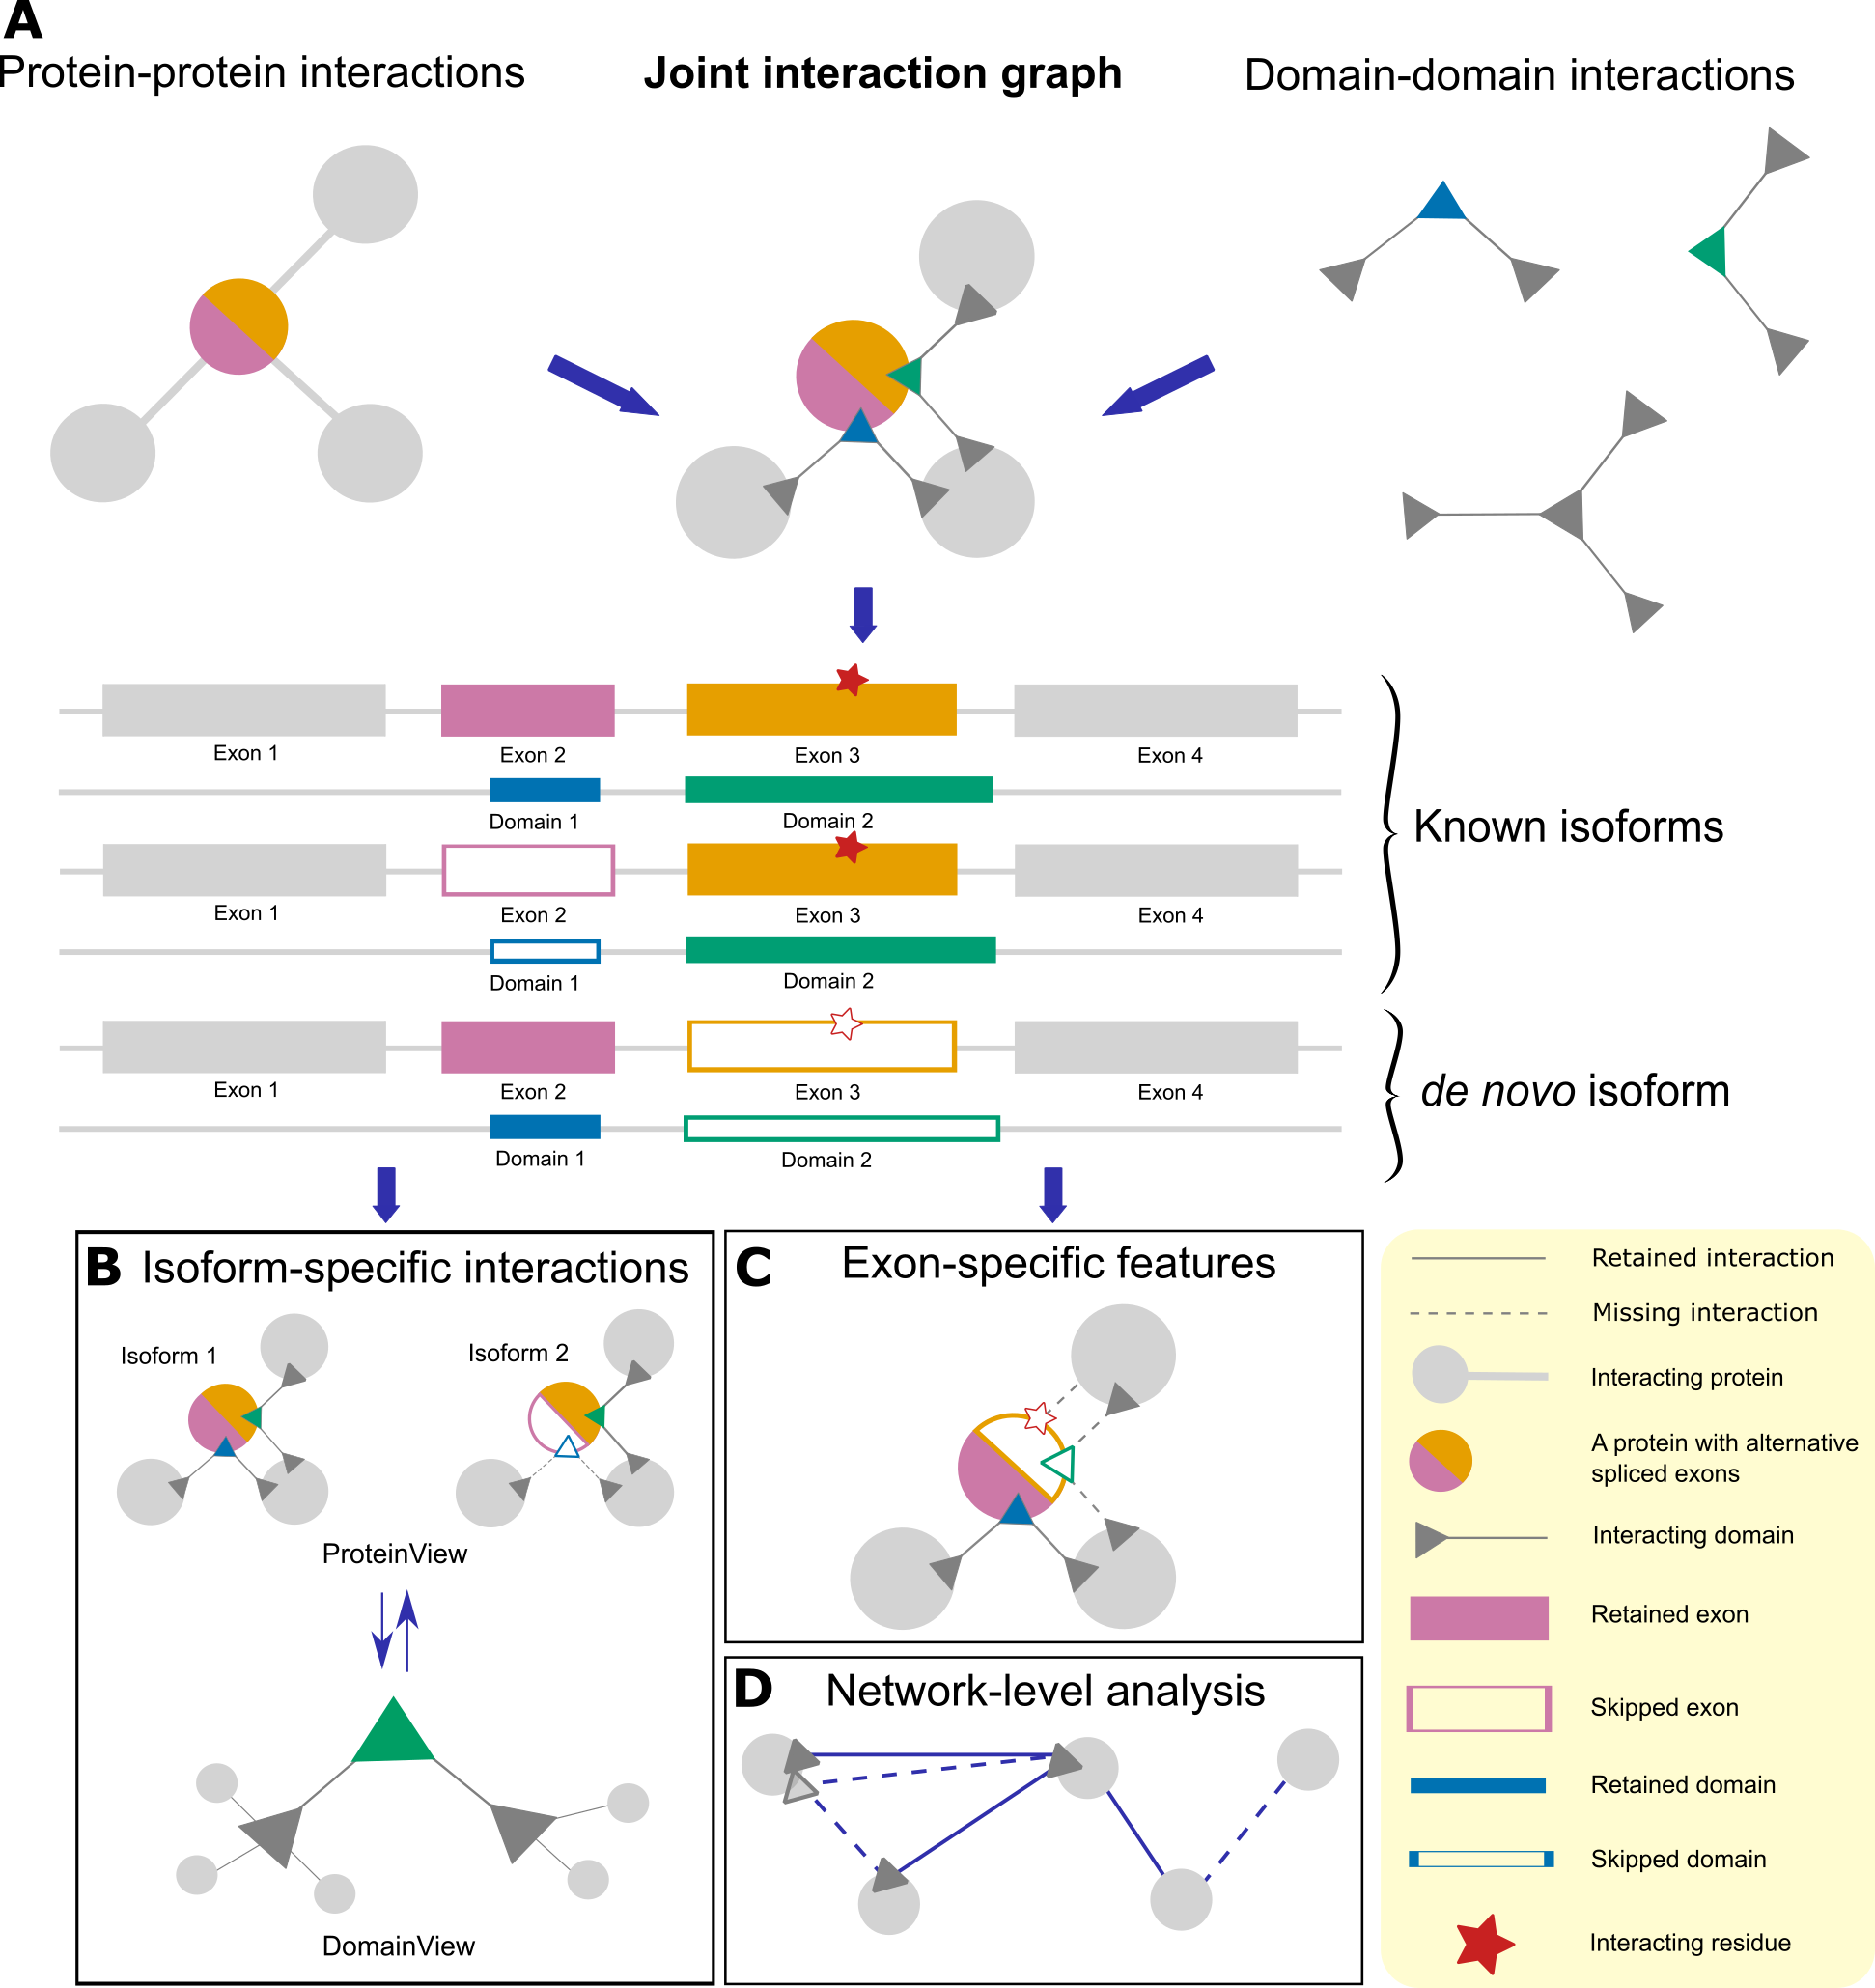 A
Protein-protein interactions
Joint interaction graph
Domain-domain interactions
Exon 1
Exon 2
Exon 3
Exon 4
Domain 1
Domain 2
Exon 1
Exon 2
Exon 3
Exon 4
Domain 1
Domain 2
Known isoforms
Exon 1
Exon 2
Exon 3
Exon 4
Domain 1
Domain 2
de novo isoform
B Isoform-specific interactions
Isoform 1
Isoform 2
ProteinView
DomainView
C Exon-specific features
D Network-level analysis
Retained interaction
Missing interaction
Interacting protein
A protein with alternative
spliced exons
Interacting domain
Retained exon
Skipped exon
Retained domain
Skipped domain
Interacting residue